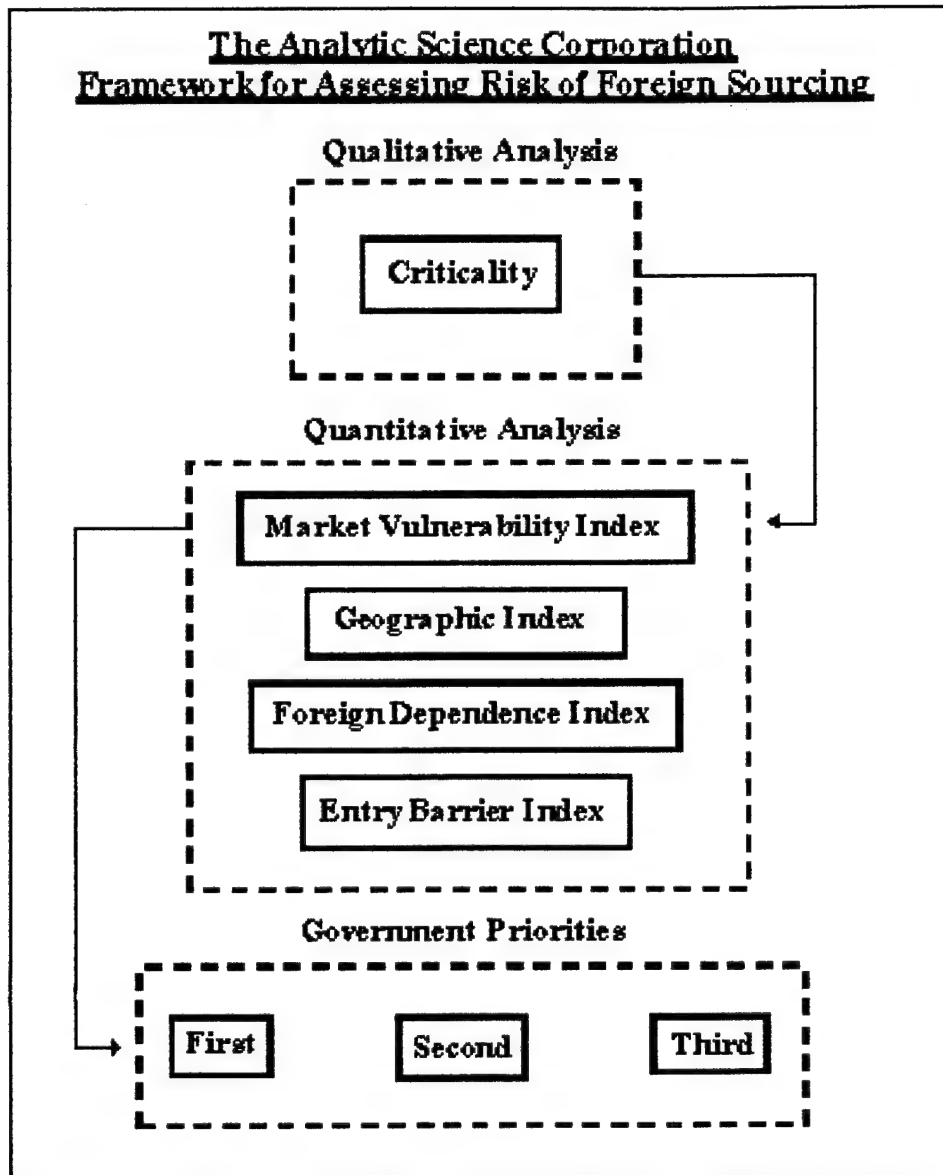 The Analytic Science Corporation
Framework for Assessing Risk of Foreign Sourcing
Qualitative Analysis
Criticality
Quantitative Analysis
Market Vulnerability Index
Geographic Index
Foreign Dependence Index
Entry Barrier Index
Government Priorities
First
Second
Third